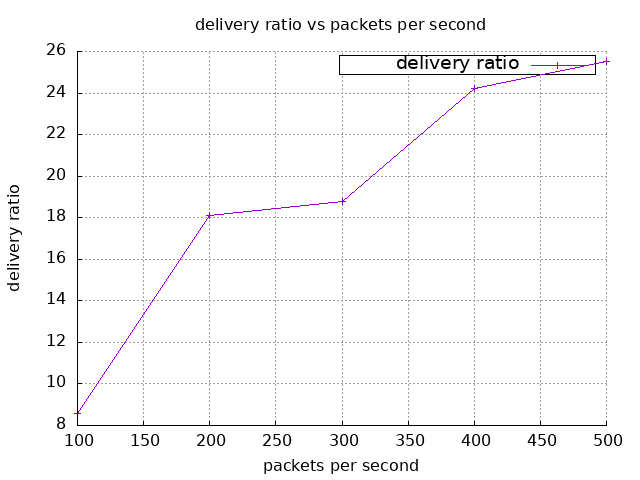 delivery ratio vs packets per second
delivery ratio
26
24
22
20
18
16
14
12
10
8
delivery ratio
100 150 200 250 300 350 400 450 500
packets per second